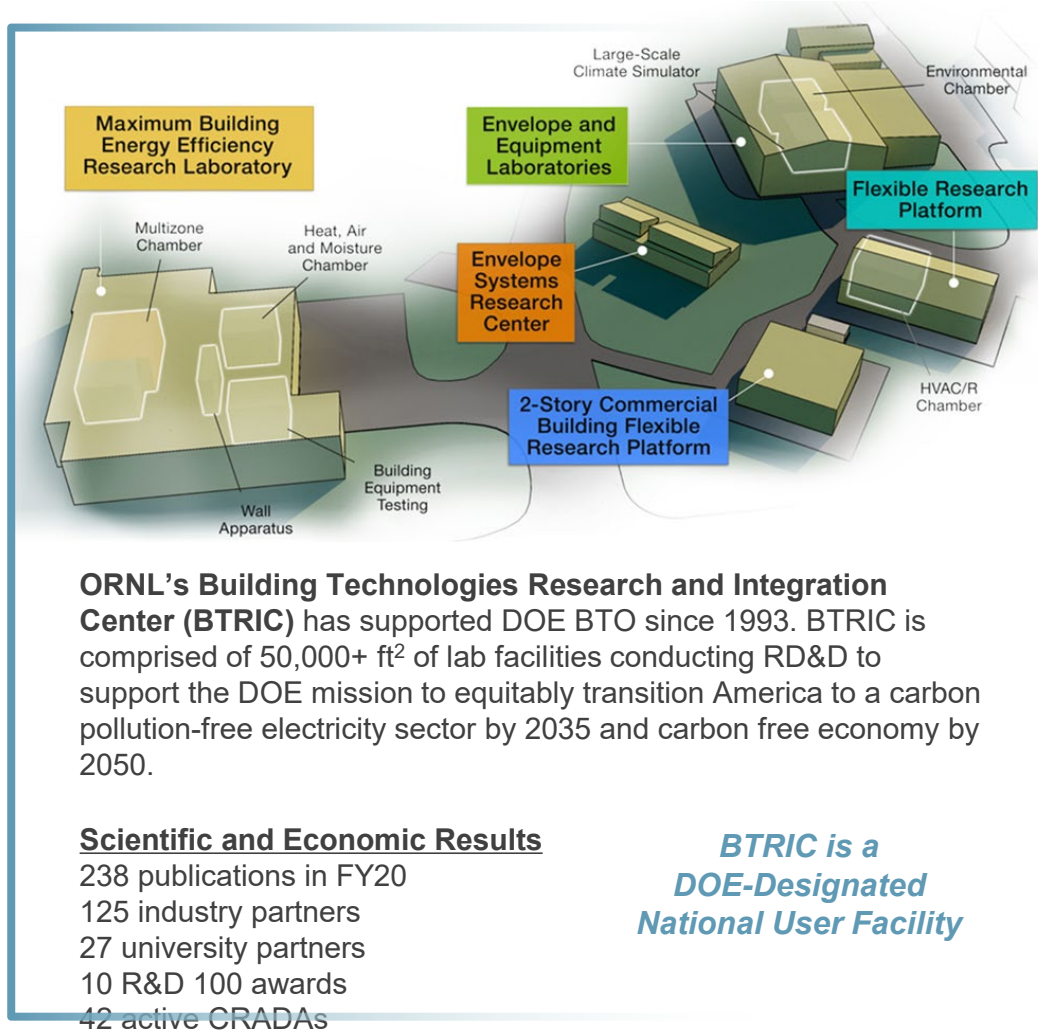 Large-Scale
Climate Simulator
Environmental
Chamber
Maximum Building
Energy Efficiency
Research Laboratory
Envelope and
Equipment
Laboratories
Flexible Research
Platform
Multizone
Chamber
Heat, Air
and Moisture
Chamber
Envelope
Systems
Research
Center
HVAC/R
Chamber
2-Story Commercial
Building Flexible
Research Platform
Building
Equipment
Testing
Wall
Apparatus
ORNL's Building Technologies Research and Integration
Center (BTRIC) has supported DOE BTO since 1993. BTRIC is
comprised of 50,000+ ft² of lab facilities conducting RD&D to
support the DOE mission to equitably transition America to a carbon
pollution-free electricity sector by 2035 and carbon free economy by
2050.
Scientific and Economic Results
238 publications in FY20
125 industry partners
27 university partners
10 R&D 100 awards
42 active CRADAs
BTRIC is a
DOE-Designated
National User Facility